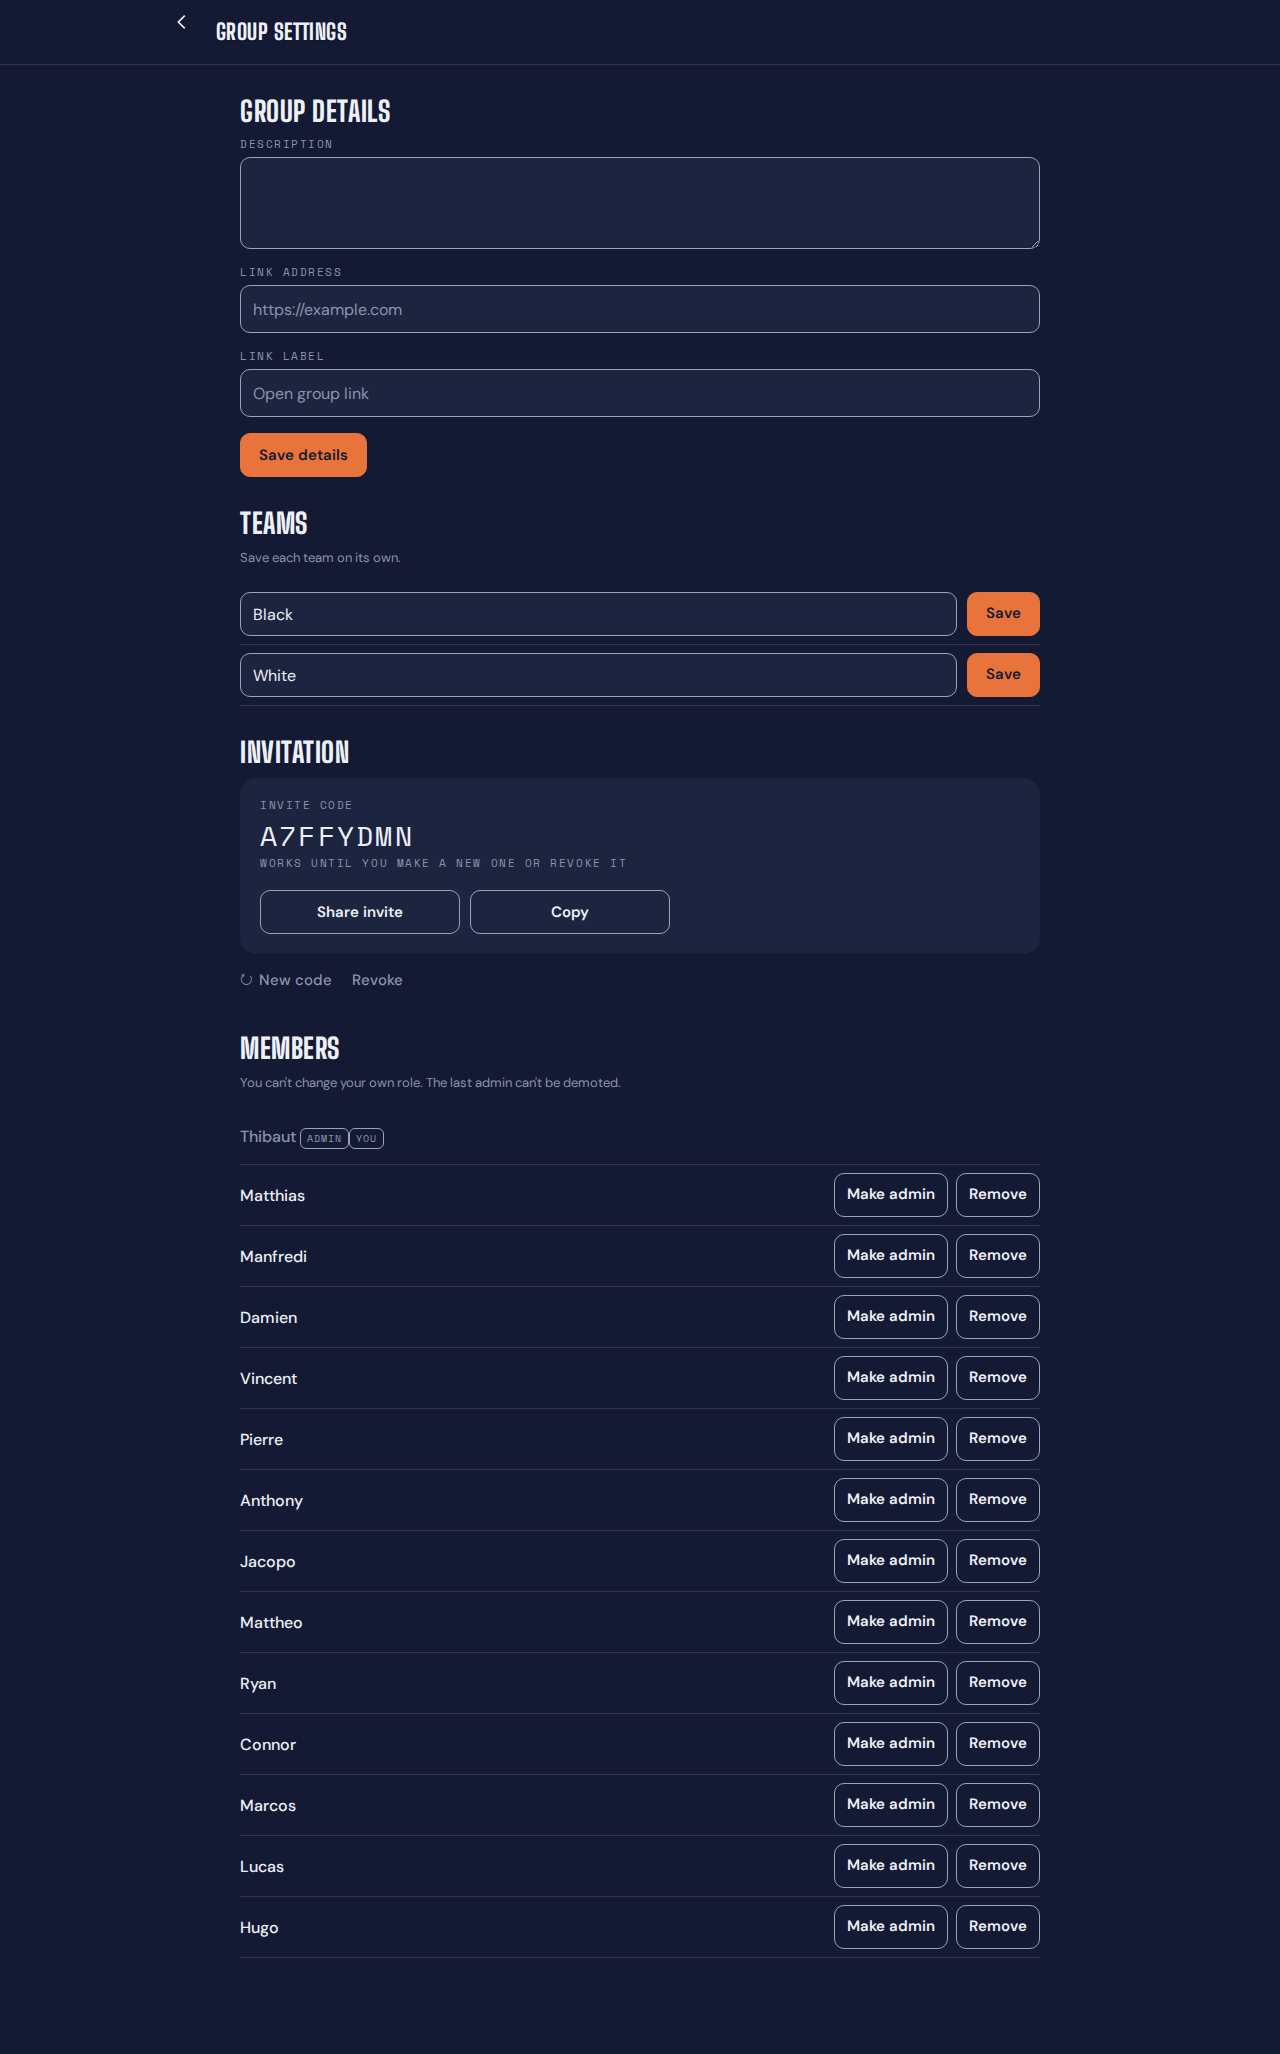 GROUP SETTINGS
GROUP DETAILS
DESCRIPTION
LINK ADDRESS
https://example.com
LINK LABEL
Open group link
Save details
TEAMS
Save each team on its own.
Black Save
White Save
INVITATION
INVITE CODE
A7FFYDMN
WORKS UNTIL YOU MAKE A NEW ONE OR REVOKE IT
Share invite Copy
New code Revoke
MEMBERS
You can't change your own role. The last admin can't be demoted.
Thibaut ADMIN YOU
Matthias Make admin Remove
Manfredi Make admin Remove
Damien Make admin Remove
Vincent Make admin Remove
Pierre Make admin Remove
Anthony Make admin Remove
Jacopo Make admin Remove
Mattheo Make admin Remove
Ryan Make admin Remove
Connor Make admin Remove
Marcos Make admin Remove
Lucas Make admin Remove
Hugo Make admin Remove